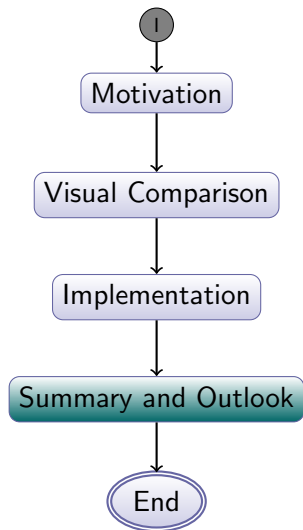 I
Motivation
Visual Comparison
Implementation
Summary and Outlook
End